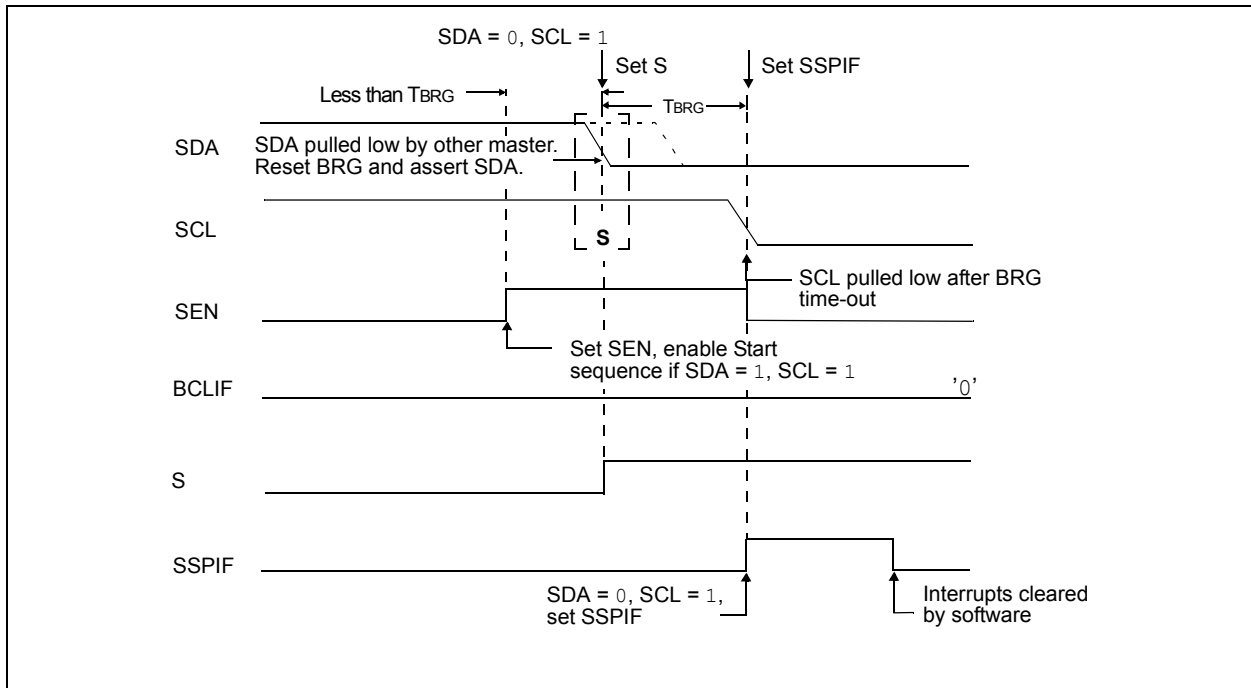 SDA = 0, SCL = 1
Set S
Set SSPIF
Less than TBRG
TBRG
SDA
SDA pulled low by other master.
Reset BRG and assert SDA.
SCL
S
SCL pulled low after BRG
time-out
SEN
Set SEN, enable Start
sequence if SDA = 1, SCL = 1
BCLIF
'0'
S
SSPIF
SDA = 0, SCL = 1,
set SSPIF
Interrupts cleared
by software